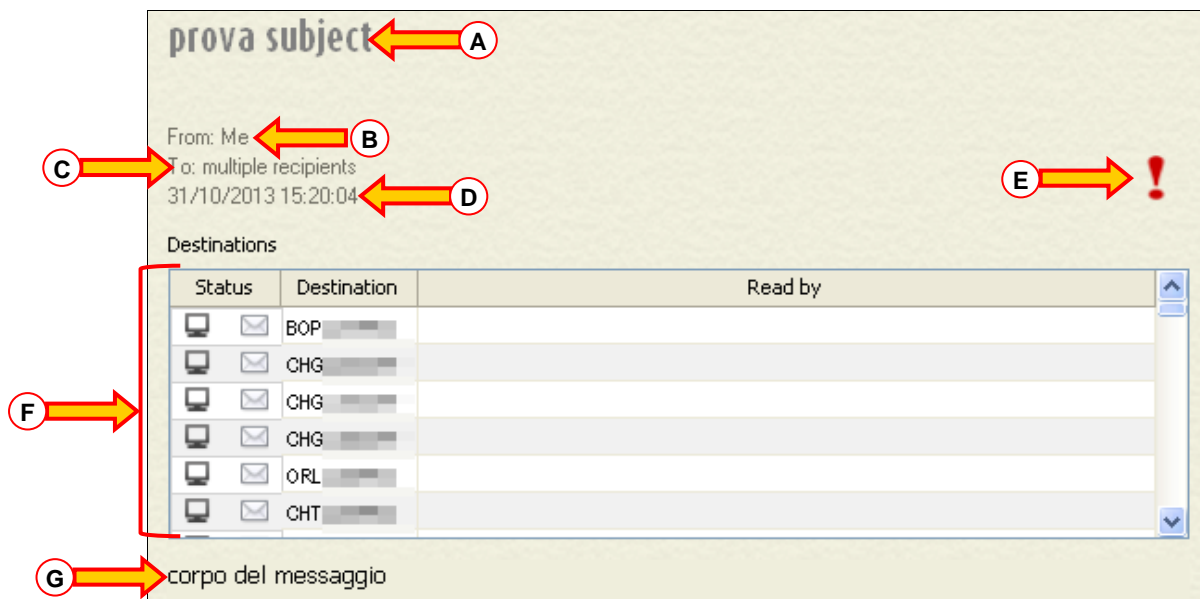 prova subject A
From: Me B
C To: multiple recipients
E
31/10/2013 15:20:04 D
Destinations
Status Destination Read by
BOP
CHG
CHG
F CHG
ORL
CHT
G corpo del messaggio